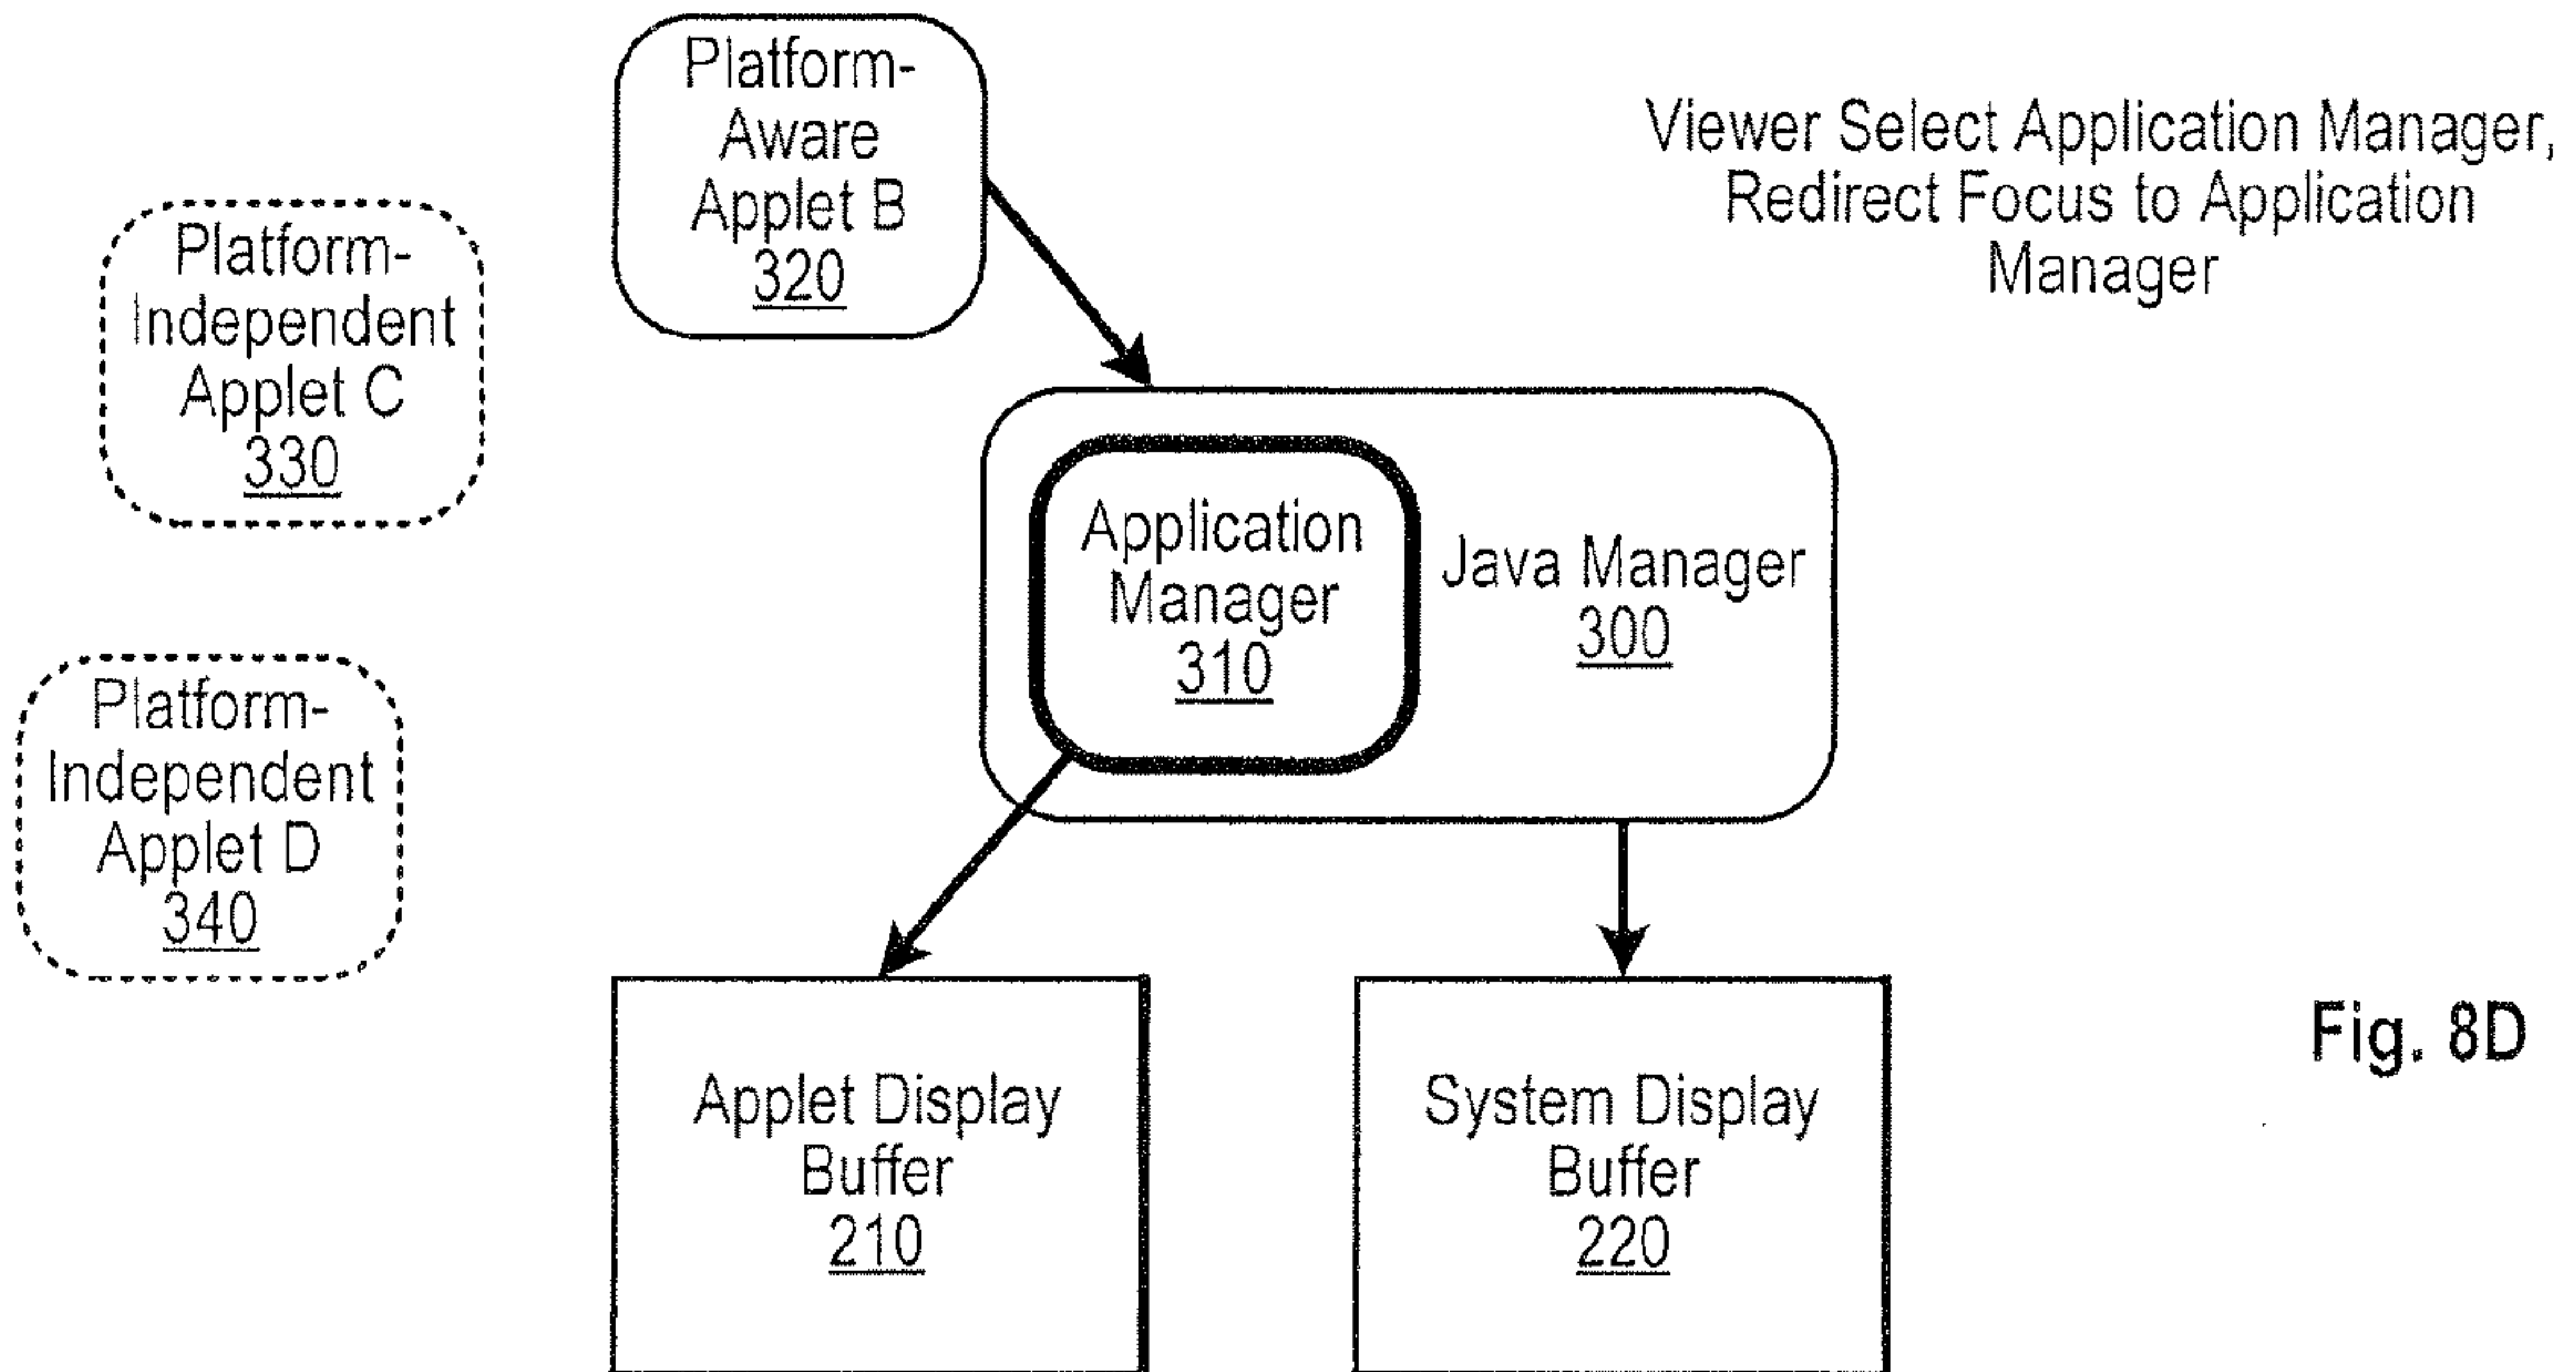 Platform-
Aware
Applet B
320
Viewer Select Application Manager,
Redirect Focus to Application
Manager
Platform-
Independent
Applet C
330
Application
Manager
310
Java Manager
300
Platform-
Independent
Applet D
340
Applet Display
Buffer
210
System Display
Buffer
220
Fig. 8D